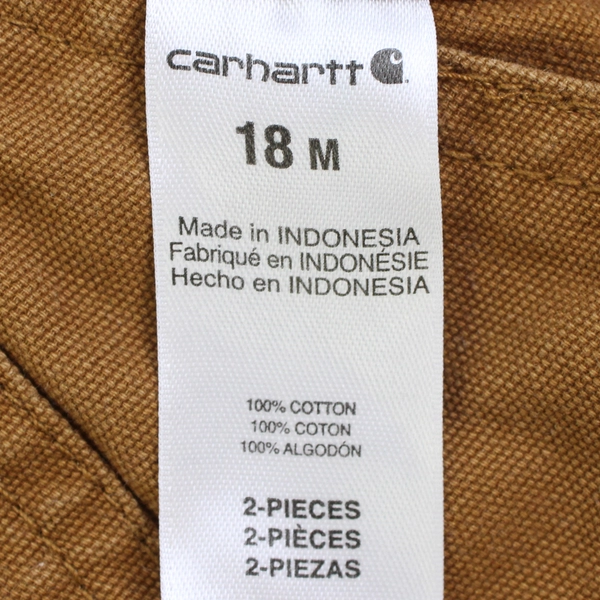 carhartt
18 M
Made in INDONESIA
Fabriqué en INDONÉSIE
Hecho en INDONESIA
100% COTTON
100% COTON
100% ALGODÓN
2-PIECES
2-PIÈCES
2-PIEZAS